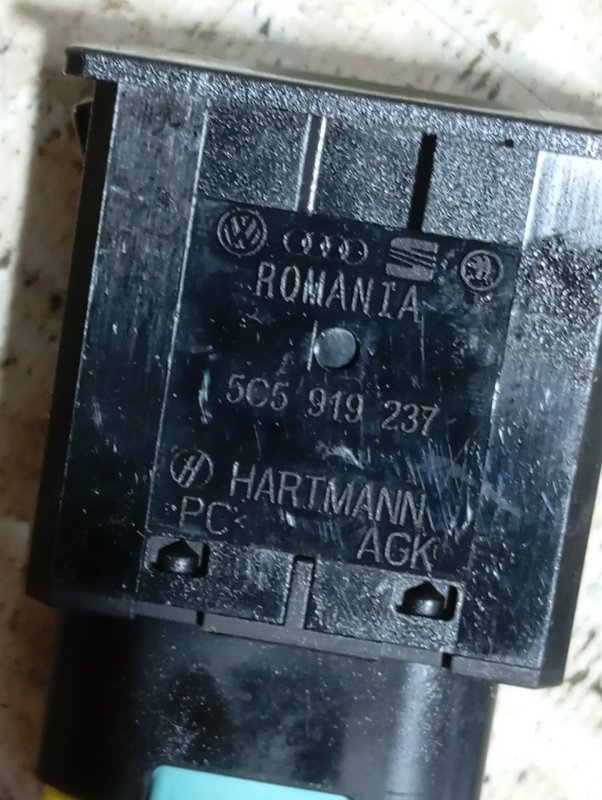 ROMANIA
5C5 919 237
HARTMANN
PC
AGK